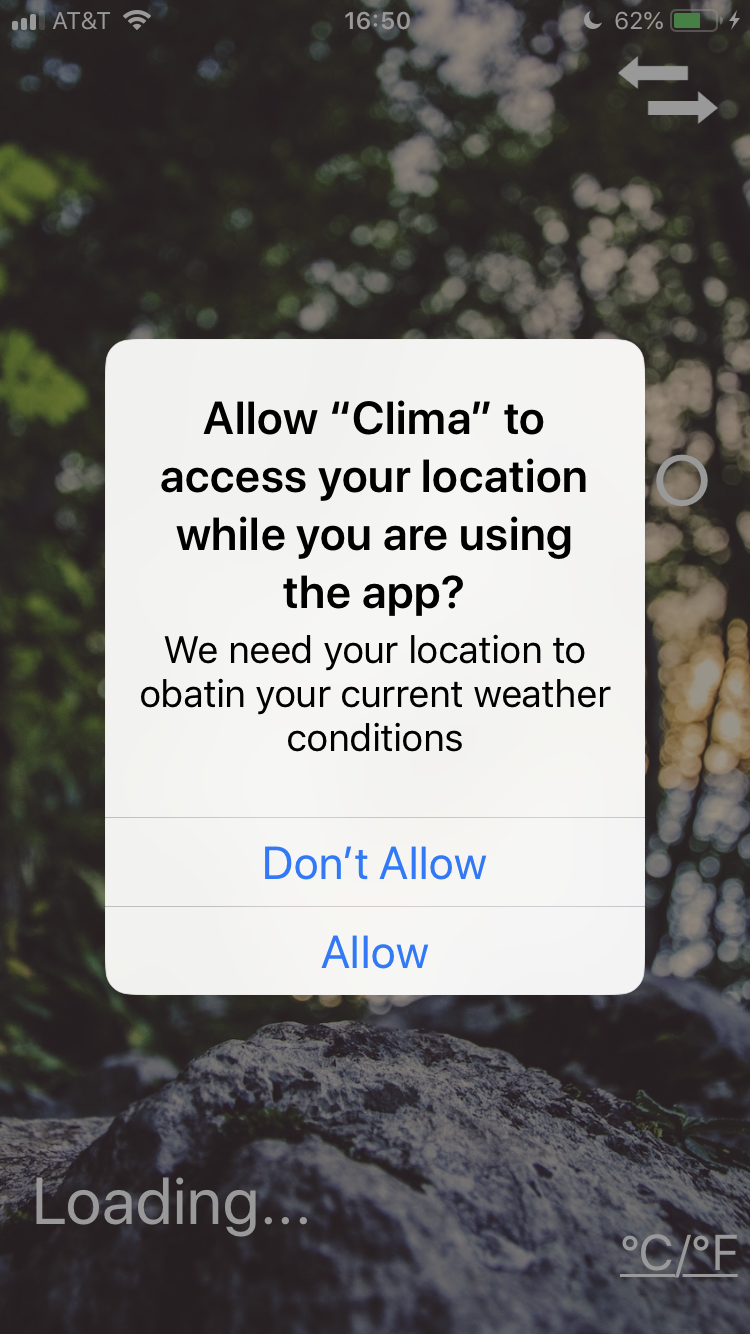 AT&T 16:50 62%
Allow “Clima” to
access your location
while you are using
the app?
We need your location to
obatin your current weather
conditions
Don’t Allow
Allow
Loading...
°C/°F